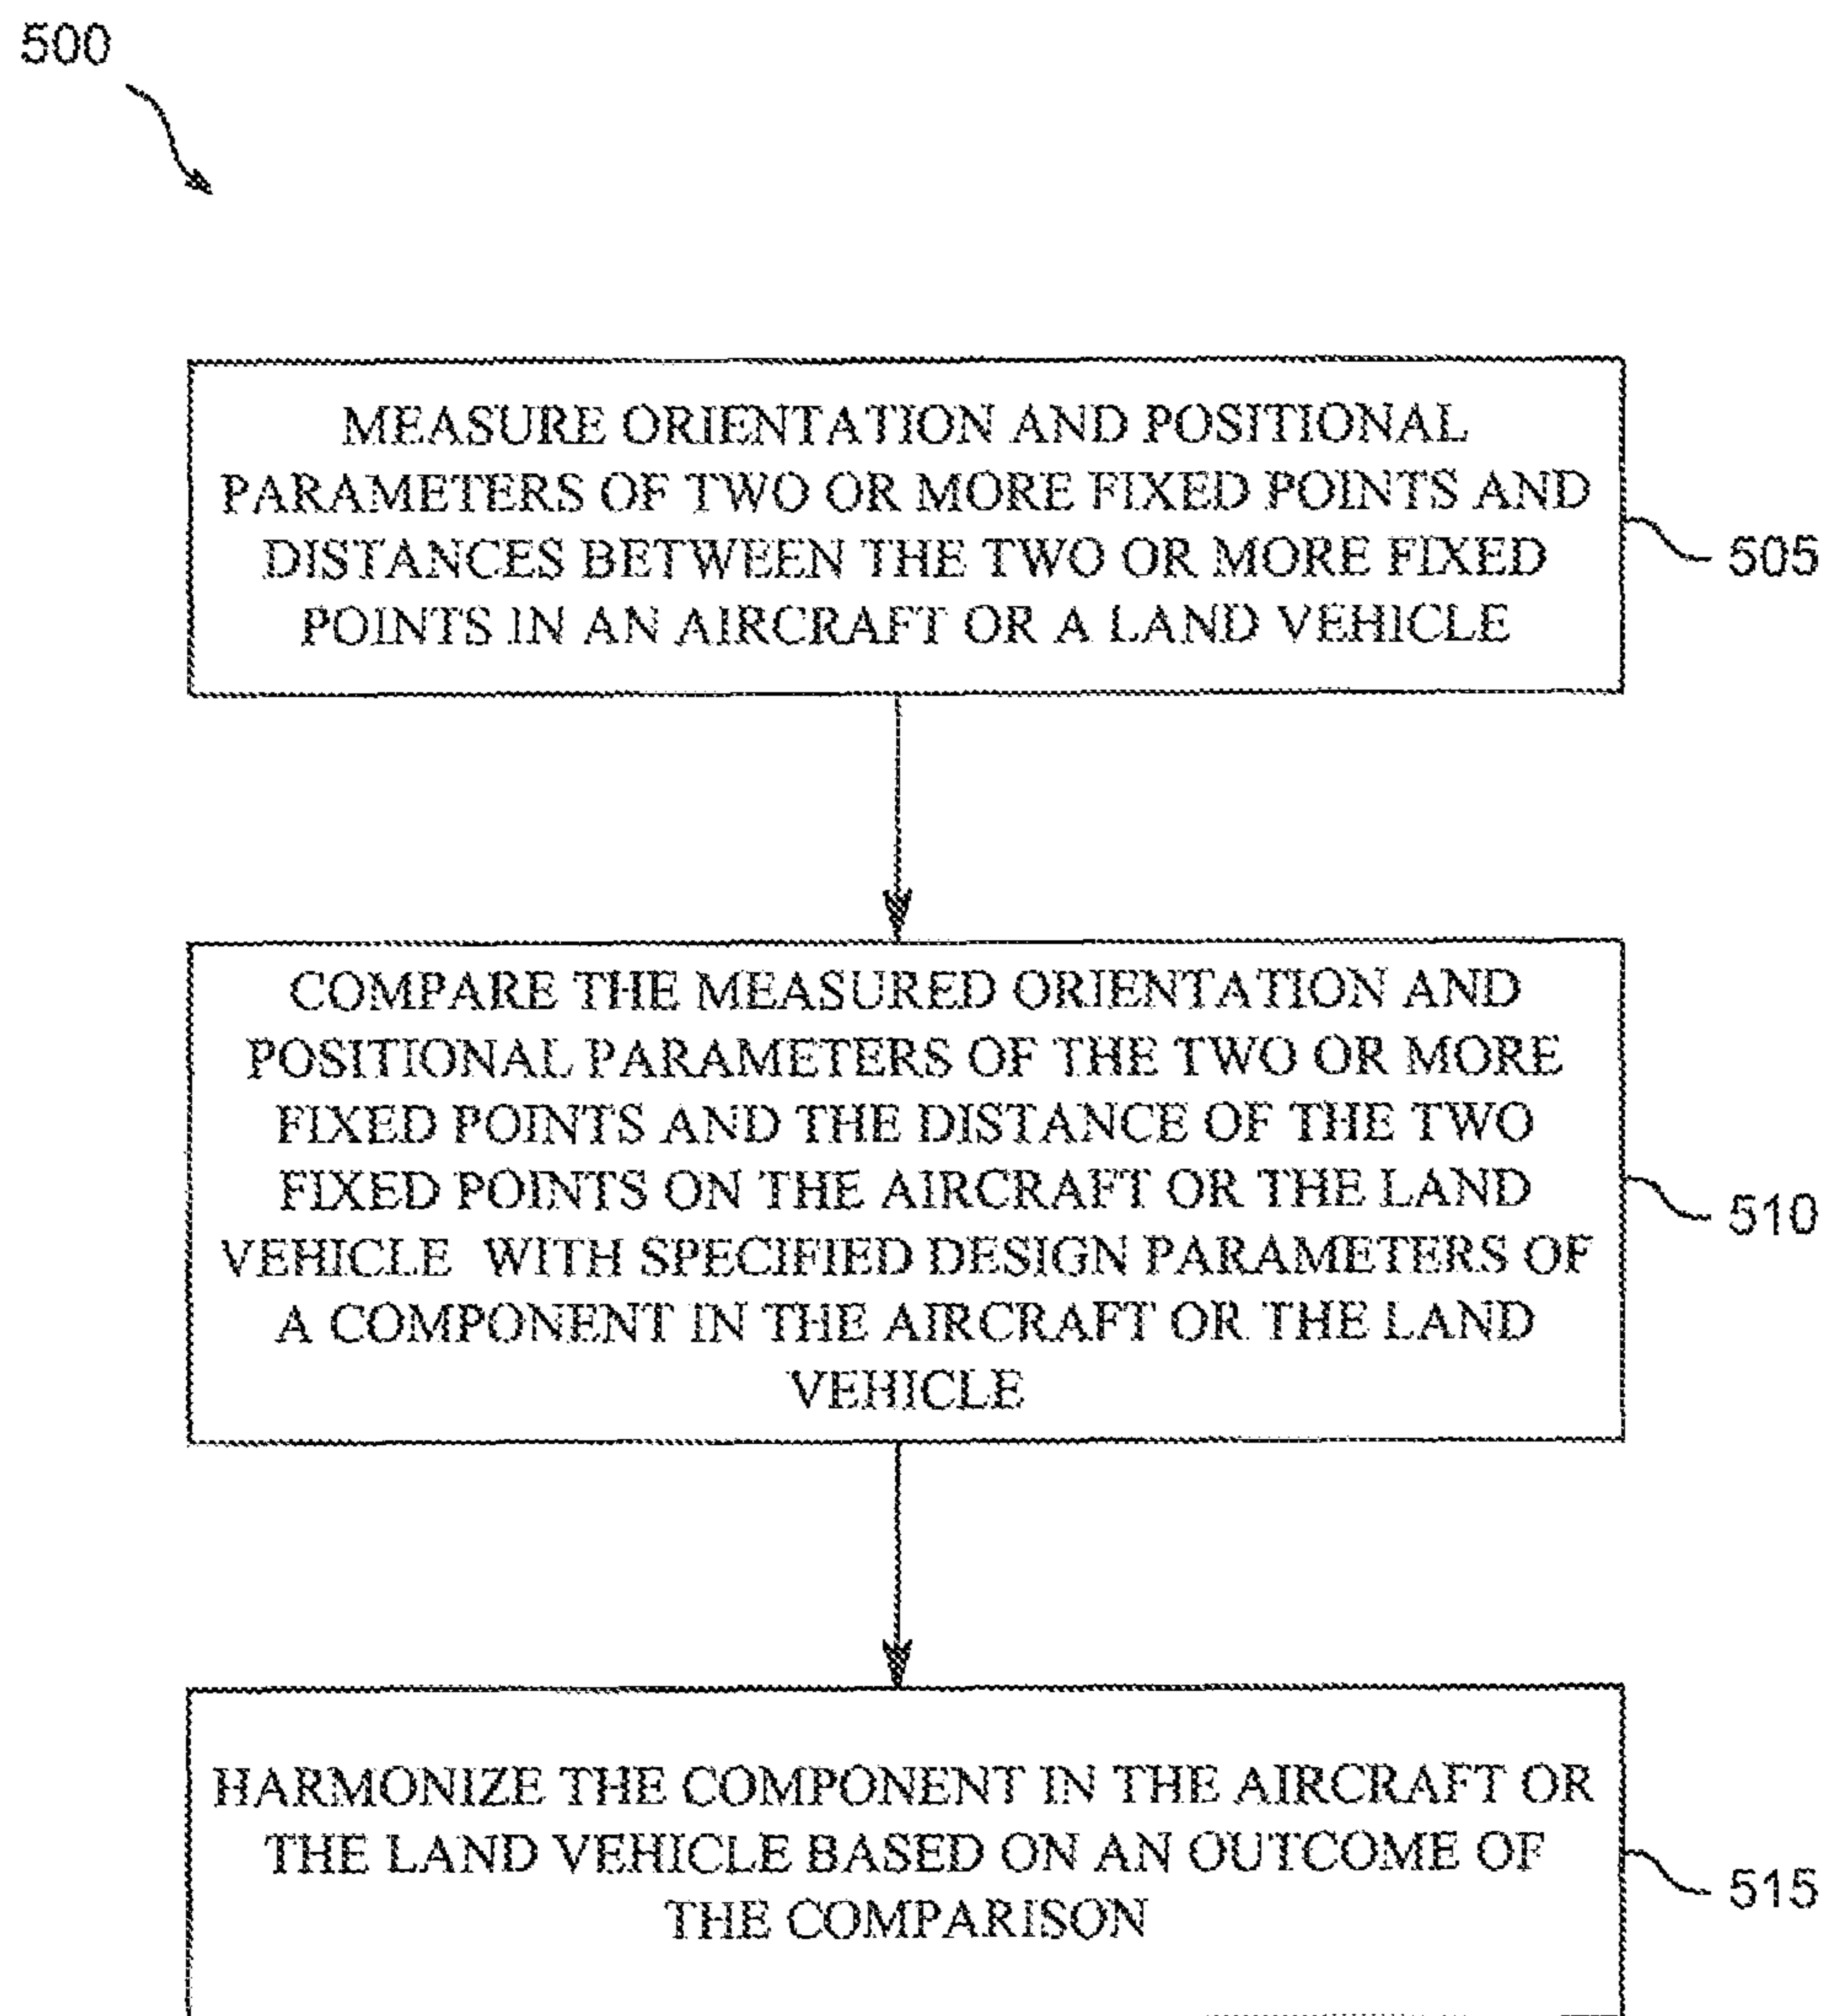 500
MEASURE ORIENTATION AND POSITIONAL
PARAMETERS OF TWO OR MORE FIXED POINTS AND
DISTANCES BETWEEN THE TWO OR MORE FIXED
POINTS IN AN AIRCRAFT OR A LAND VEHICLE
505
COMPARE THE MEASURED ORIENTATION AND
POSITIONAL PARAMETERS OF THE TWO OR MORE
FIXED POINTS AND THE DISTANCE OF THE TWO
FIXED POINTS ON THE AIRCRAFT OR THE LAND
VEHICLE WITH SPECIFIED DESIGN PARAMETERS OF
A COMPONENT IN THE AIRCRAFT OR THE LAND
VEHICLE
510
HARMONIZE THE COMPONENT IN THE AIRCRAFT OR
THE LAND VEHICLE BASED ON AN OUTCOME OF
THE COMPARISON
515